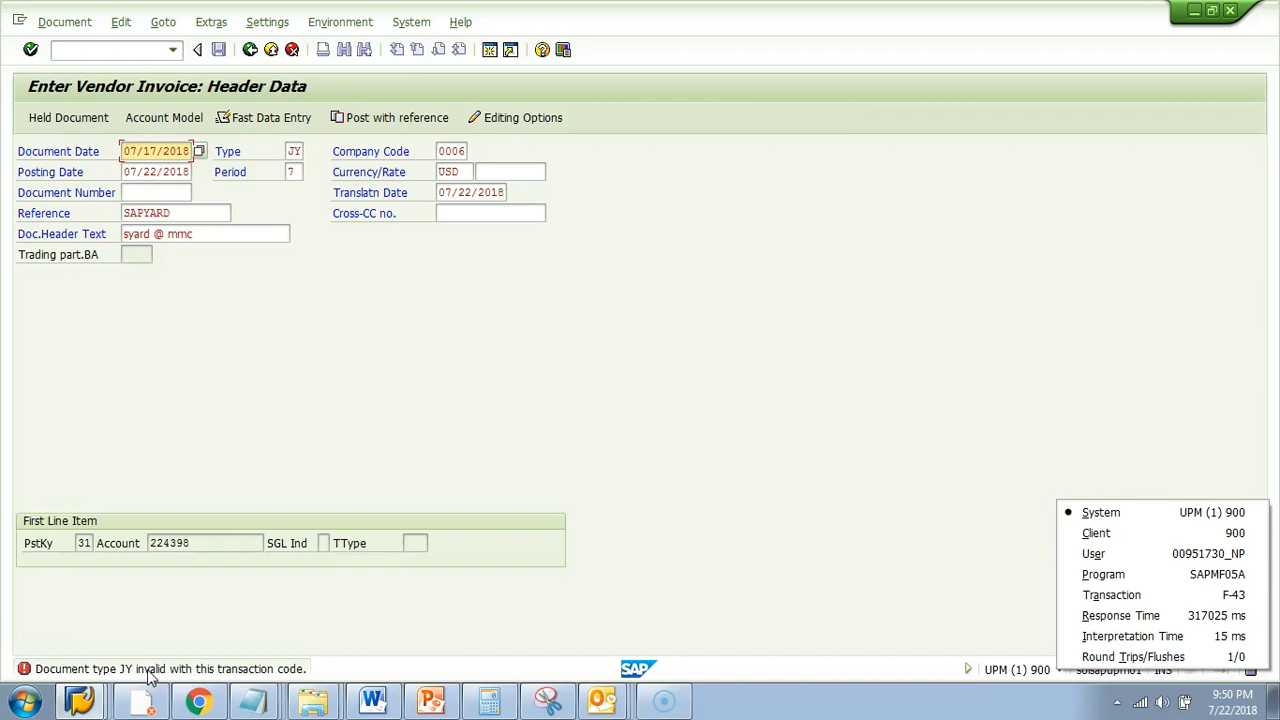 Document Edit Goto Extras Settings Environment System Help
Enter Vendor Invoice: Header Data
Held Document Account Model Fast Data Entry Post with reference Editing Options
Document Date 07/17/2018 Type JY Company Code 0006
Posting Date 07/22/2018 Period 7 Currency/Rate USD
Document Number Translatn Date 07/22/2018
Reference SAPYARD Cross-CC no.
Doc.Header Text syard @ mmc
Trading part.BA
First Line Item
PstKy 31 Account 224398 SGL Ind TType
System UPM (1) 900
Client 900
User 00951730_NP
Program SAPMF05A
Transaction F-43
Response Time 317025 ms
Interpretation Time 15 ms
Round Trips/Flushes 1/0
Document type JY invalid with this transaction code. SAP UPM (1) 900
9:50 PM
7/22/2018